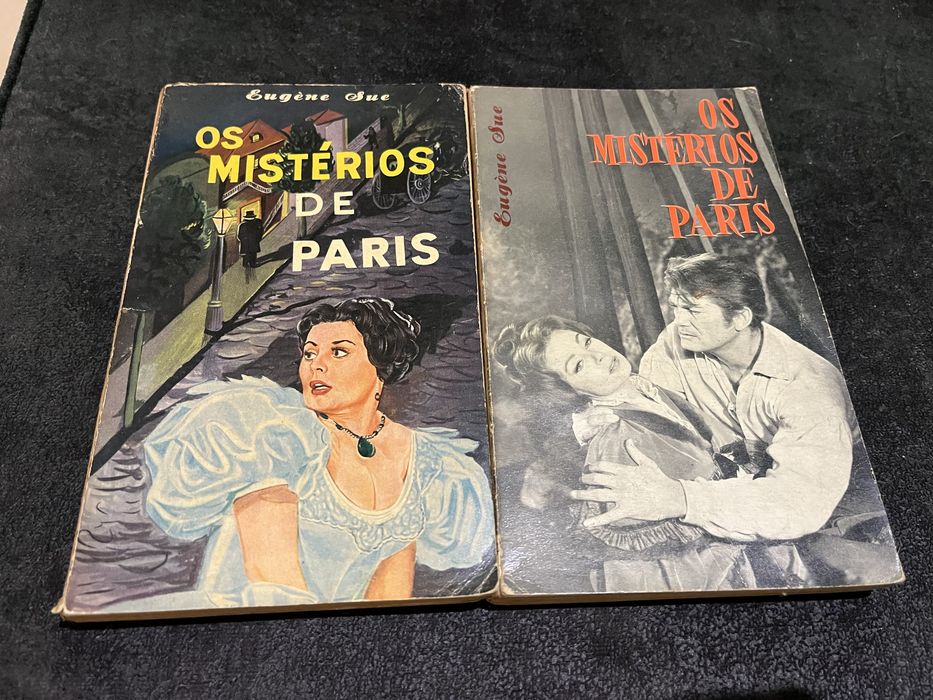 Eugène Sue
OS
MISTÉRIOS
DE
PARIS
Eugène Sue
OS
MISTÉRIOS
DE
PARIS